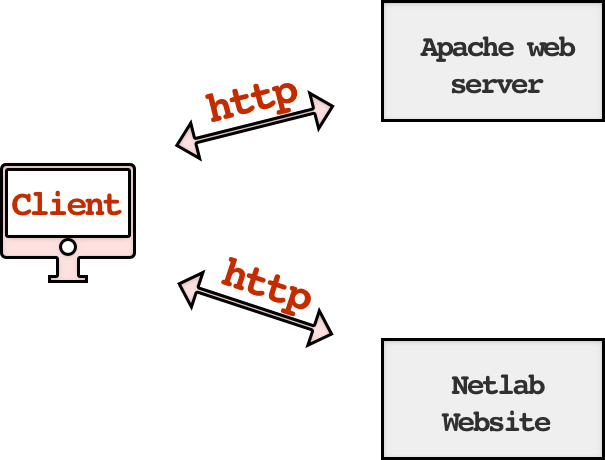 Apache web
server
http
Client
http
Netlab
Website